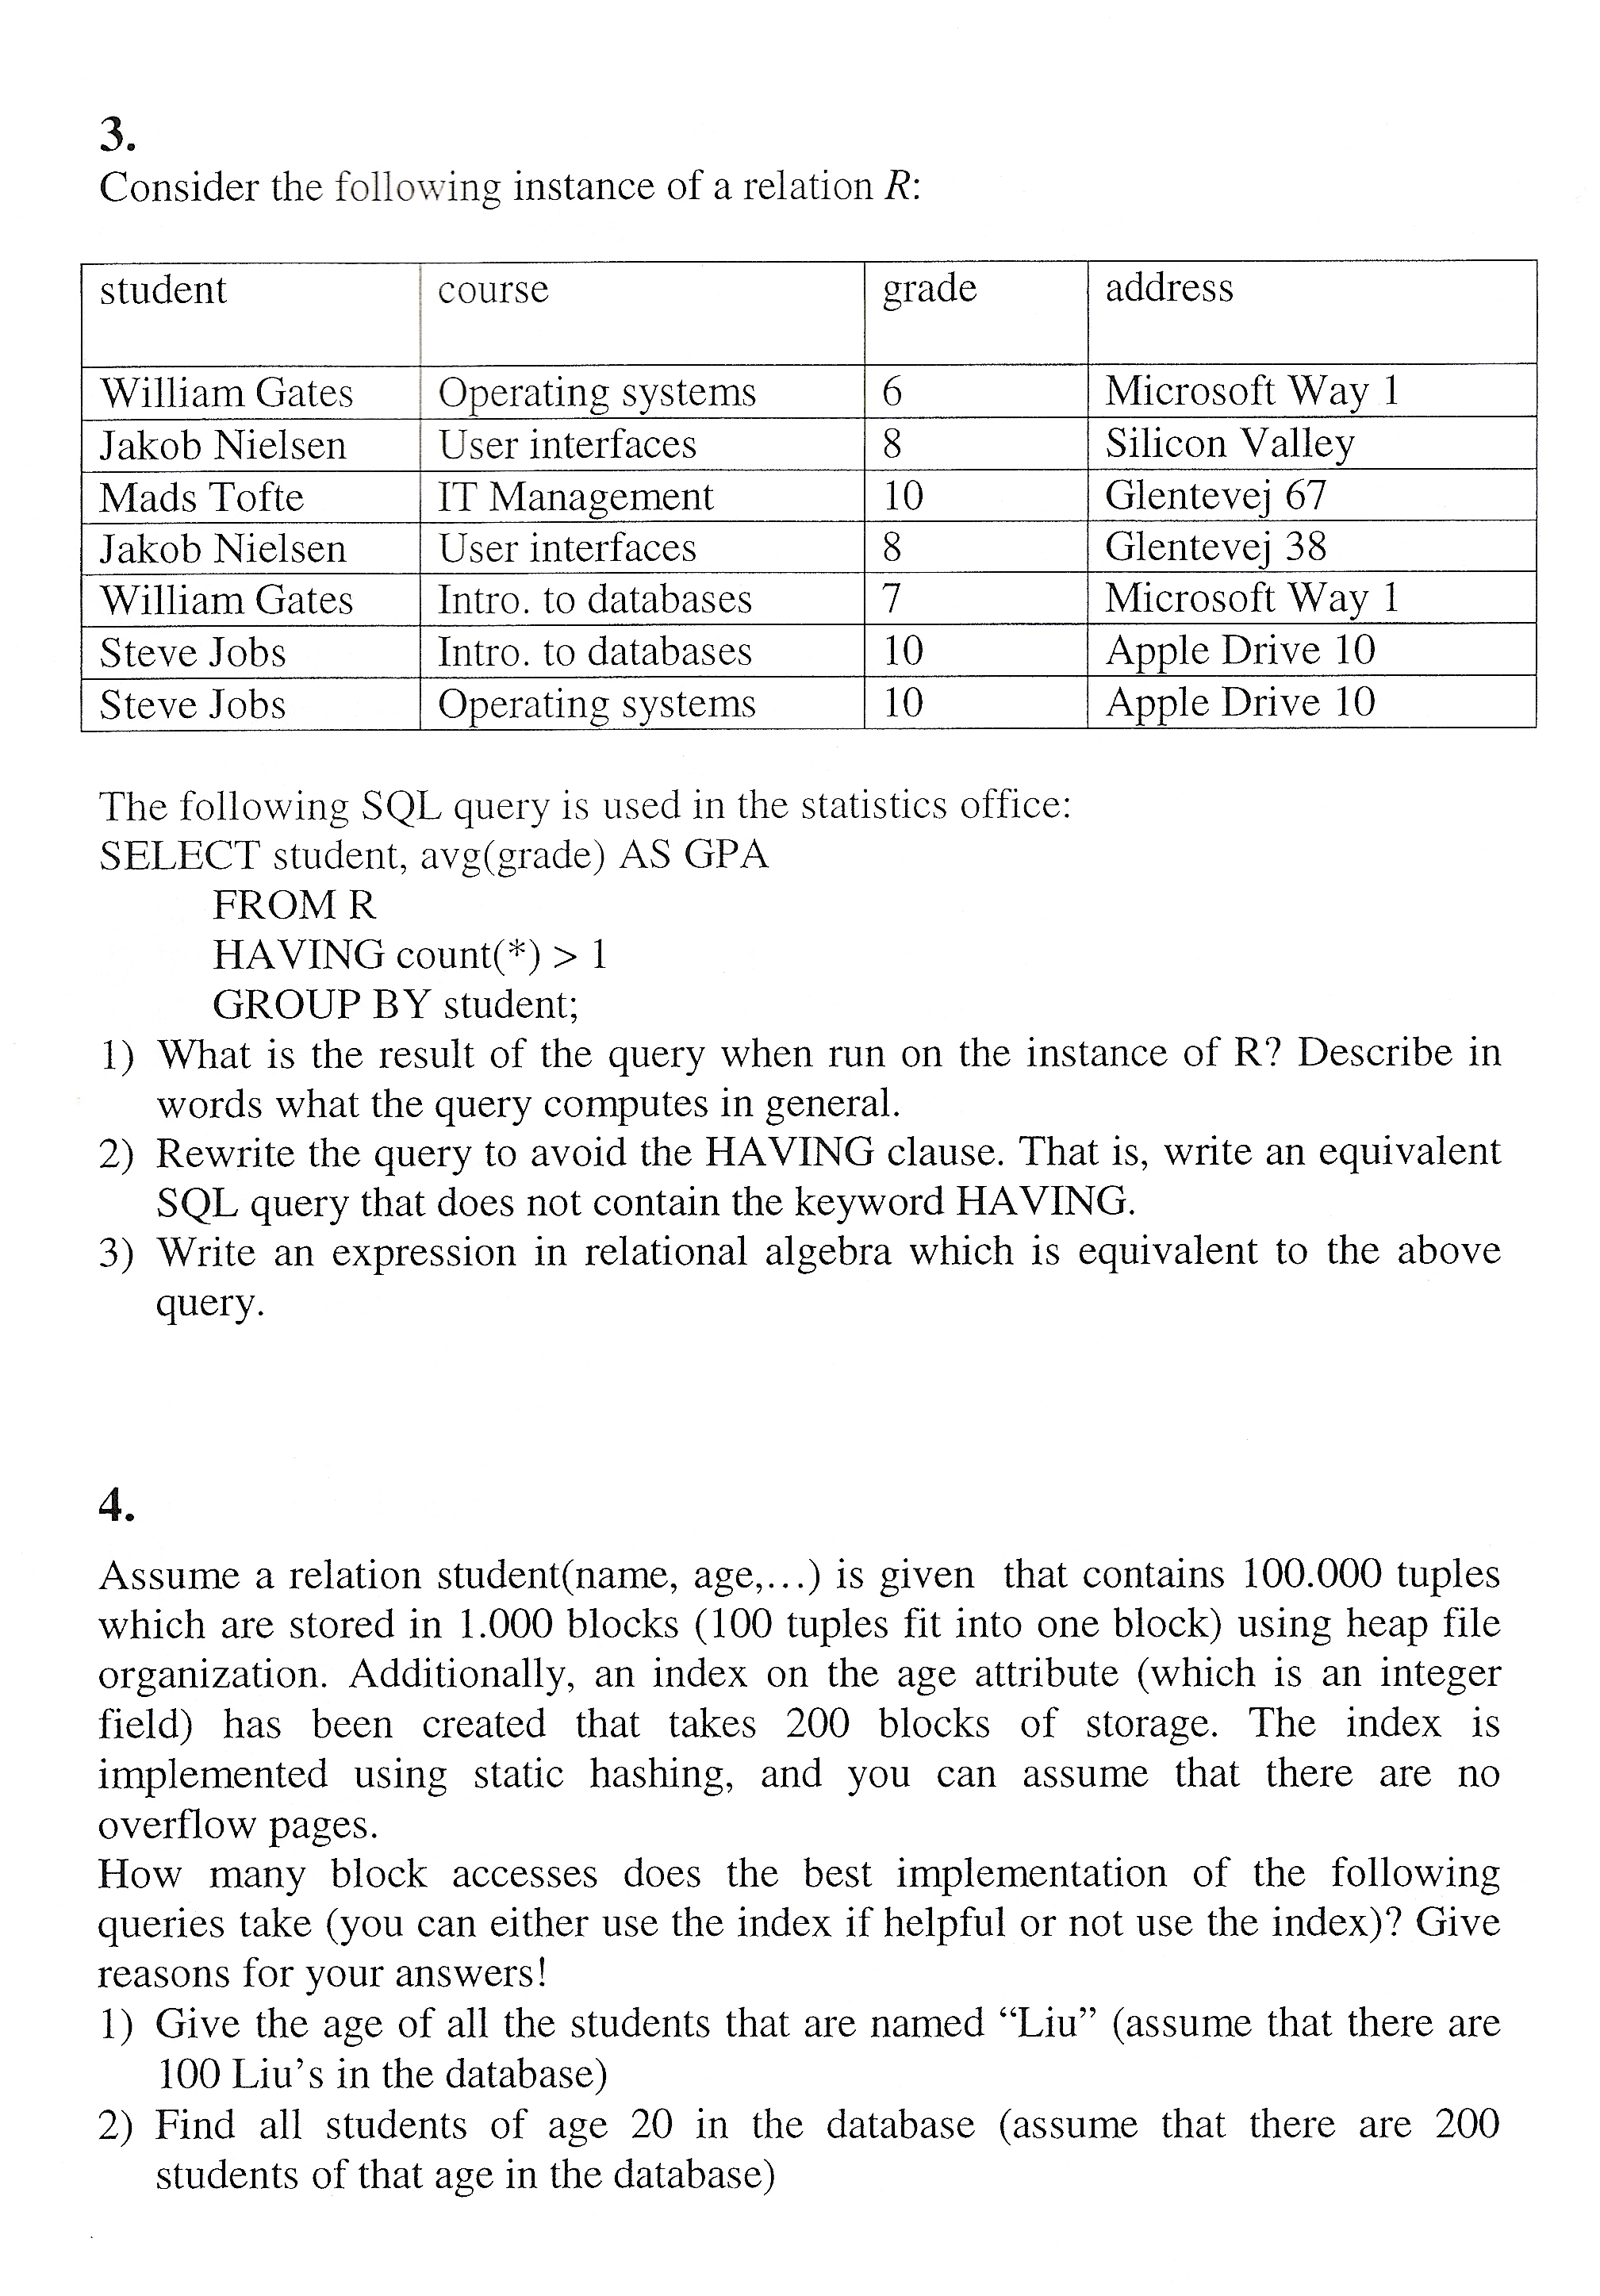 3.
Consider the following instance of a relation R:
student course grade address
William Gates Operating systems 6 Microsoft Way 1
Jakob Nielsen User interfaces 8 Silicon Valley
Mads Tofte IT Management 10 Glentevej 67
Jakob Nielsen User interfaces 8 Glentevej 38
William Gates Intro. to databases 7 Microsoft Way 1
Steve Jobs Intro. to databases 10 Apple Drive 10
Steve Jobs Operating systems 10 Apple Drive 10
The following SQL query is used in the statistics office:
SELECT student, avg(grade) AS GPA
FROM R
HAVING count(*) > 1
GROUP BY student;
1) What is the result of the query when run on the instance of R? Describe in
words what the query computes in general.
2) Rewrite the query to avoid the HAVING clause. That is, write an equivalent
SQL query that does not contain the keyword HAVING.
3) Write an expression in relational algebra which is equivalent to the above
query.
4.
Assume a relation student(name, age,...) is given that contains 100.000 tuples
which are stored in 1.000 blocks (100 tuples fit into one block) using heap file
organization. Additionally, an index on the age attribute (which is an integer
field) has been created that takes 200 blocks of storage. The index is
implemented using static hashing, and you can assume that there are no
overflow pages.
How many block accesses does the best implementation of the following
queries take (you can either use the index if helpful or not use the index)? Give
reasons for your answers!
1) Give the age of all the students that are named “Liu” (assume that there are
100 Liu’s in the database)
2) Find all students of age 20 in the database (assume that there are 200
students of that age in the database)